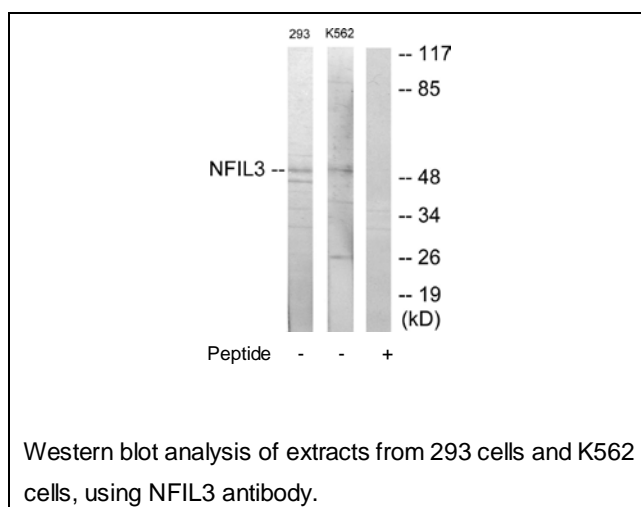 293 K562
-- 117
-- 85
NFIL3 --
-- 48
-- 34
-- 26
-- 19
(kD)
Peptide - - +
Western blot analysis of extracts from 293 cells and K562
cells, using NFIL3 antibody.